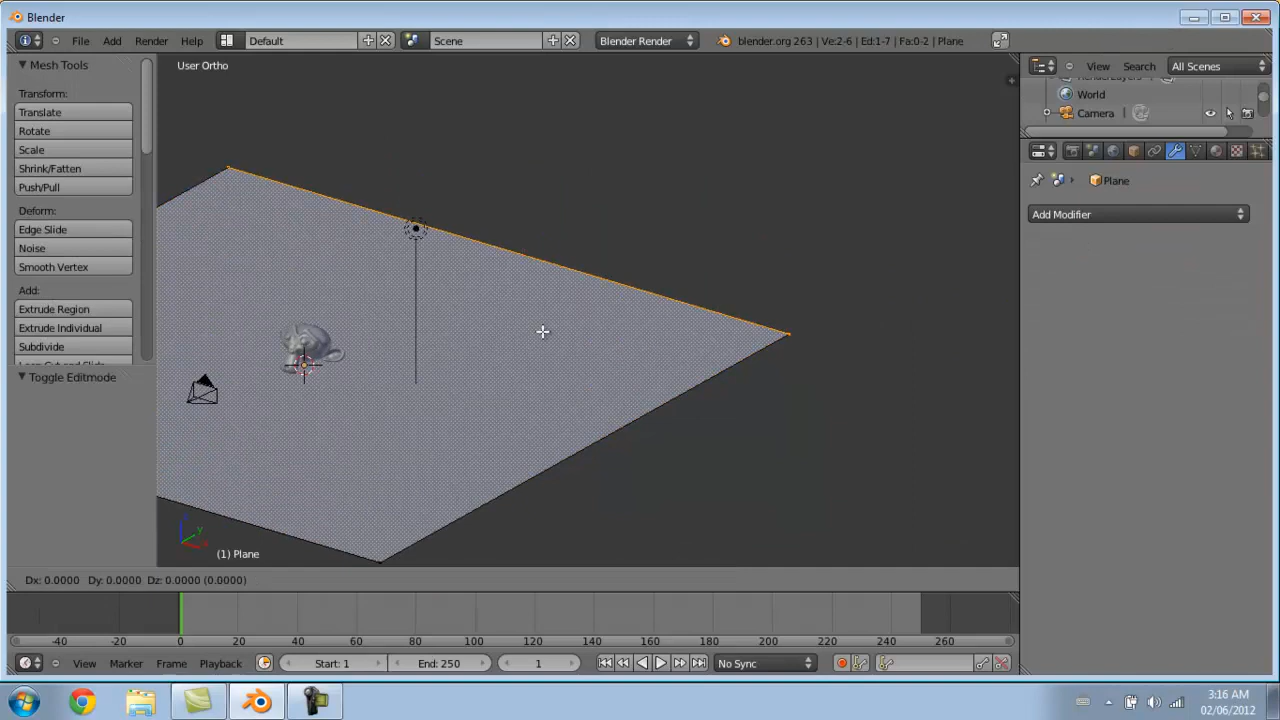 Blender
File Add Render Help Default Scene Blender Render blender.org 263 | Ve:2-6 | Ed:1-7 | Fa:0-2 | Plane
Mesh Tools
Transform:
Translate
Rotate
Scale
Shrink/Fatten
Push/Pull
Deform:
Edge Slide
Noise
Smooth Vertex
Add:
Extrude Region
Extrude Individual
Subdivide
Toggle Editmode
User Ortho
(1) Plane
View Search All Scenes
World
Camera
Plane
Add Modifier
Dx: 0.0000 Dy: 0.0000 Dz: 0.0000 (0.0000)
-40 -20 0 20 40 60 80 100 120 140 160 180 200 220 240 260
View Marker Frame Playback Start: 1 End: 250 1 No Sync
3:16 AM
02/06/2012